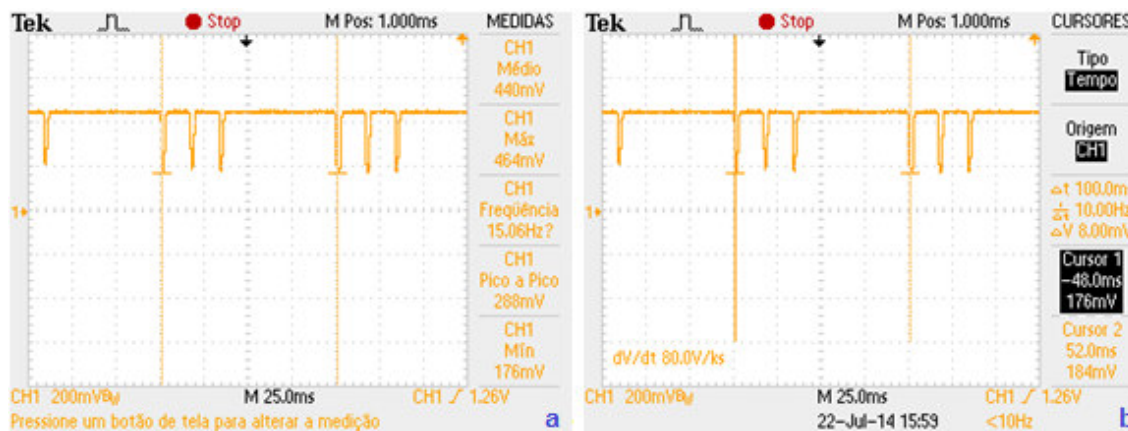 Tek Stop M Pos: 1.000ms MEDIDAS
CH1
Médio
440mV
CH1
Máx
464mV
CH1
Freqüência
15.06Hz?
CH1
Pico a Pico
288mV
CH1
Mín
176mV
1
CH1 200mV M 25.0ms CH1 1.26V
Pressione um botão de tela para alterar a medição
a
Tek Stop M Pos: 1.000ms CURSORES
Tipo
Tempo
Origem
CH1
Δt 100.0m
10.00Hz
ΔV 8.00mV
Cursor 1
-48.0ms
176mV
Cursor 2
52.0ms
184mV
1
dV/dt 80.0V/ks
CH1 200mV M 25.0ms CH1 1.26V
22-Jul-14 15:59 <10Hz
b